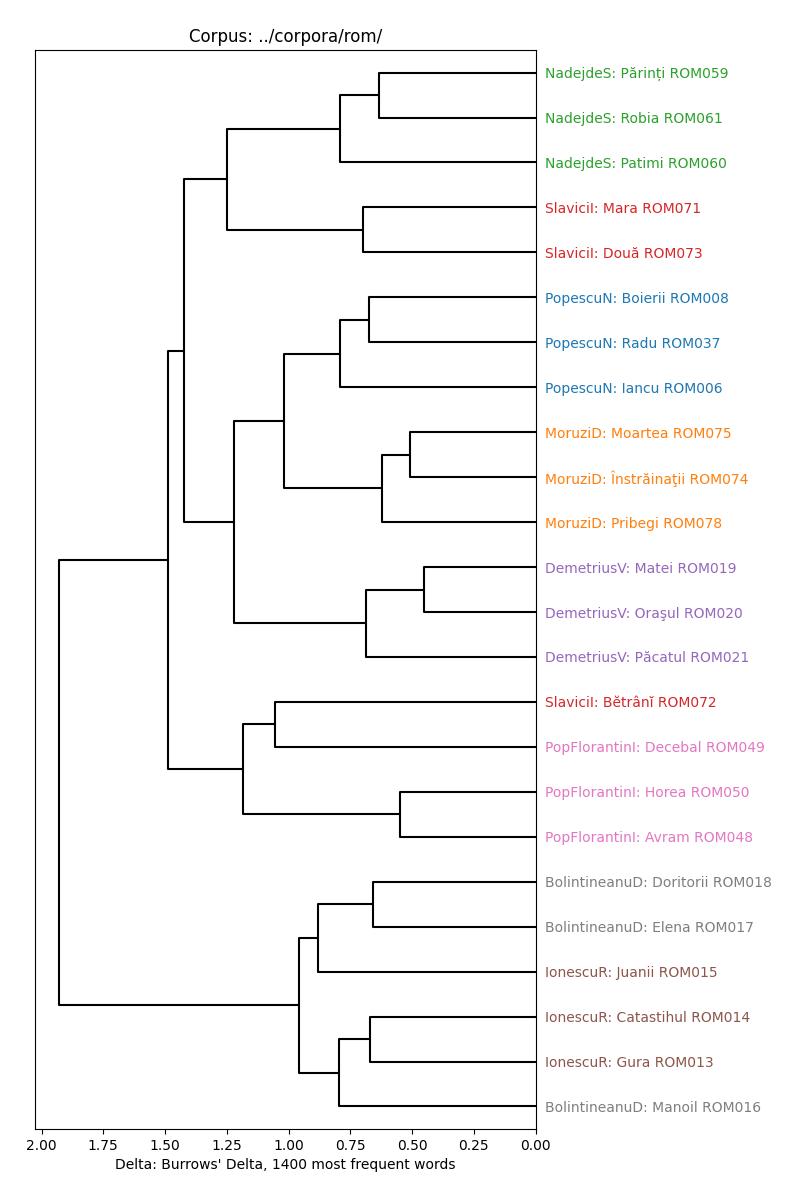 Corpus: ../corpora/rom/
NadejdeS: Părinți ROM059
NadejdeS: Robia ROM061
NadejdeS: Patimi ROM060
SlaviciI: Mara ROM071
SlaviciI: Două ROM073
PopescuN: Boierii ROM008
PopescuN: Radu ROM037
PopescuN: Iancu ROM006
MoruziD: Moartea ROM075
MoruziD: Înstrăinaţii ROM074
MoruziD: Pribegi ROM078
DemetriusV: Matei ROM019
DemetriusV: Oraşul ROM020
DemetriusV: Păcatul ROM021
SlaviciI: Bĕtrânĭ ROM072
PopFlorantinI: Decebal ROM049
PopFlorantinI: Horea ROM050
PopFlorantinI: Avram ROM048
BolintineanuD: Doritorii ROM018
BolintineanuD: Elena ROM017
IonescuR: Juanii ROM015
IonescuR: Catastihul ROM014
IonescuR: Gura ROM013
BolintineanuD: Manoil ROM016
2.00 1.75 1.50 1.25 1.00 0.75 0.50 0.25 0.00
Delta: Burrows' Delta, 1400 most frequent words